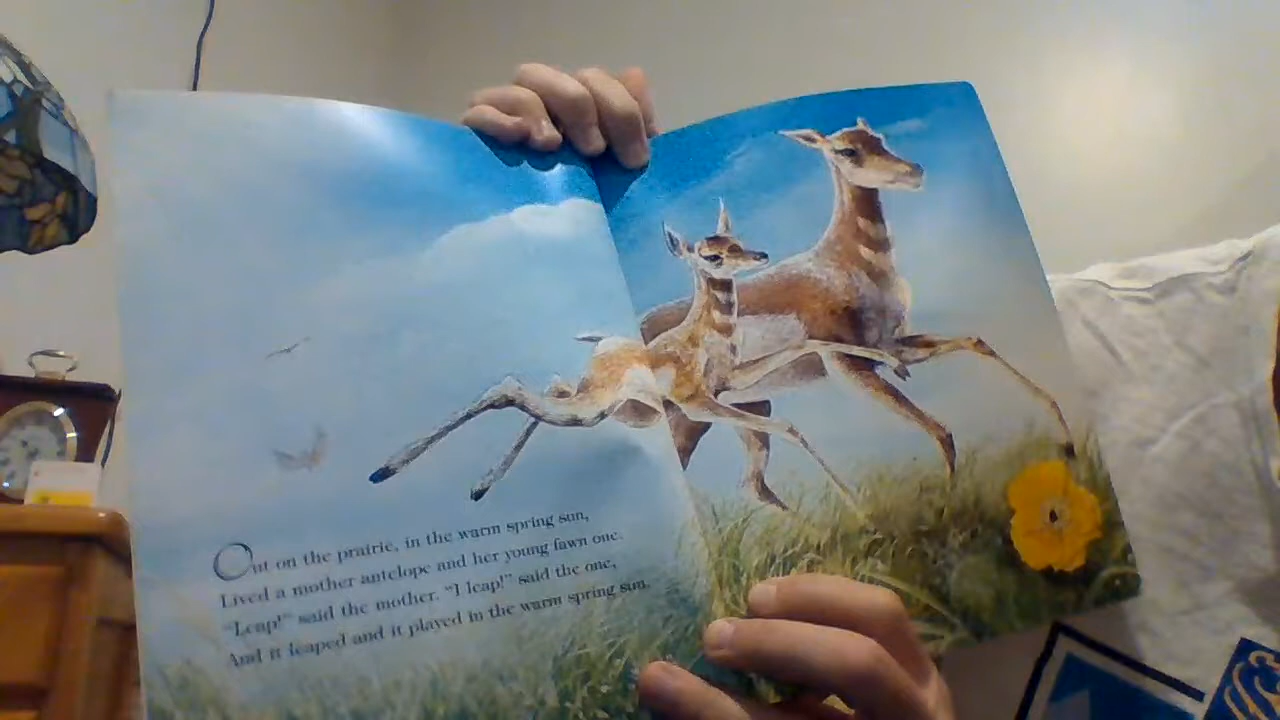 Out on the prairie, in the warm spring sun,
Lived a mother antelope and her young fawn one.
"Leap!" said the mother. "I leap!" said the one,
And it leaped and it played in the warm spring sun.